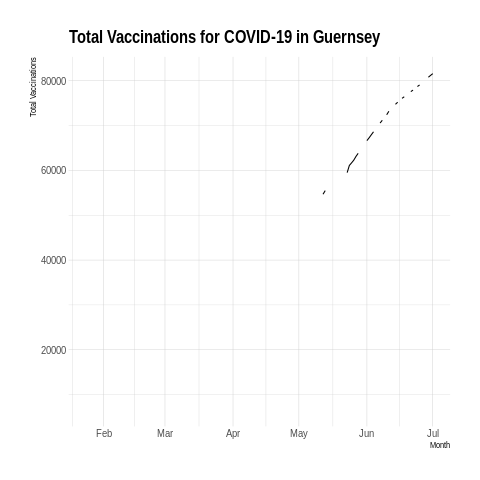 Total Vaccinations for COVID-19 in Guernsey
Total Vaccinations
80000
60000
40000
20000
Feb Mar Apr May Jun Jul
Month